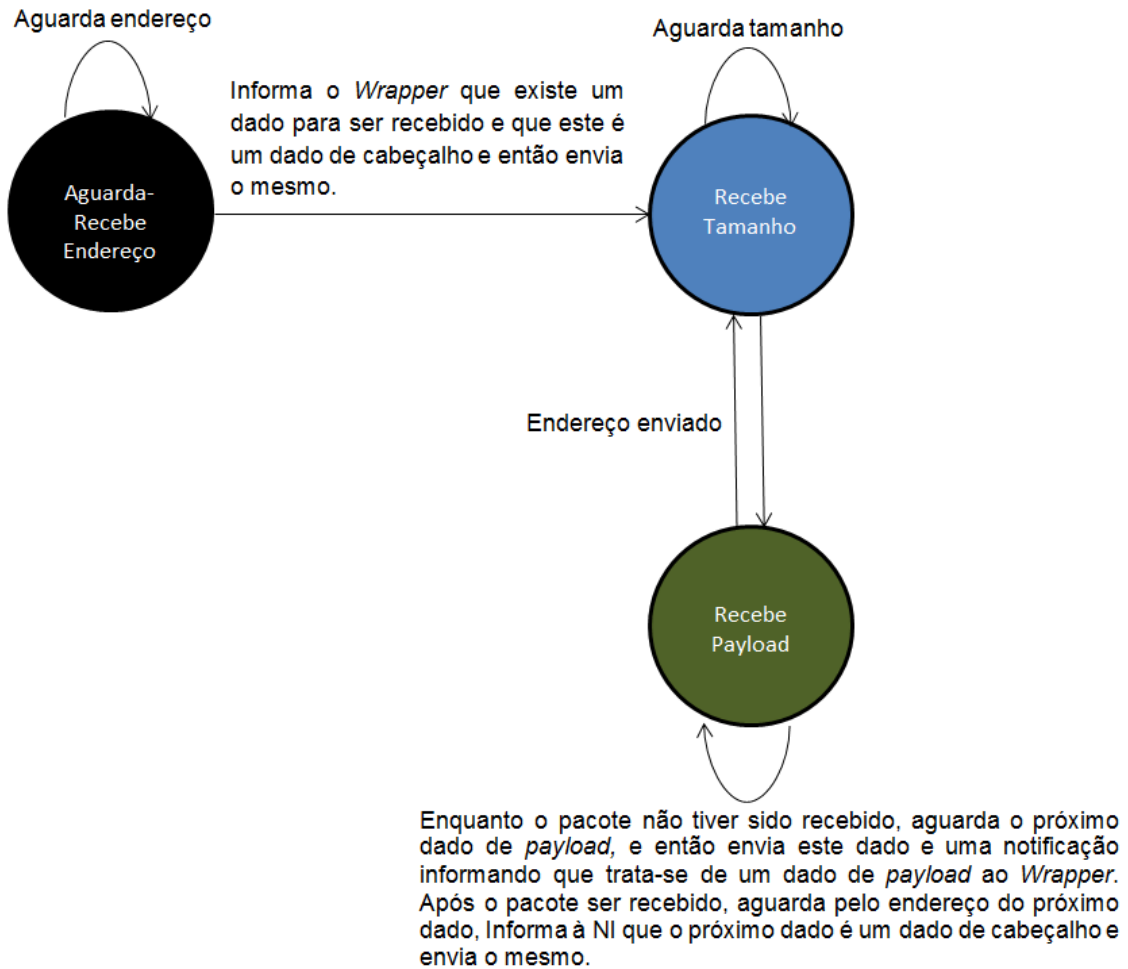 Aguarda endereço
Aguarda tamanho
Informa o Wrapper que existe um
dado para ser recebido e que este é
um dado de cabeçalho e então envia
o mesmo.
Aguarda-
Recebe
Endereço
Recebe
Tamanho
Endereço enviado
Recebe
Payload
Enquanto o pacote não tiver sido recebido, aguarda o próximo
dado de payload, e então envia este dado e uma notificação
informando que trata-se de um dado de payload ao Wrapper.
Após o pacote ser recebido, aguarda pelo endereço do próximo
dado, Informa à NI que o próximo dado é um dado de cabeçalho e
envia o mesmo.